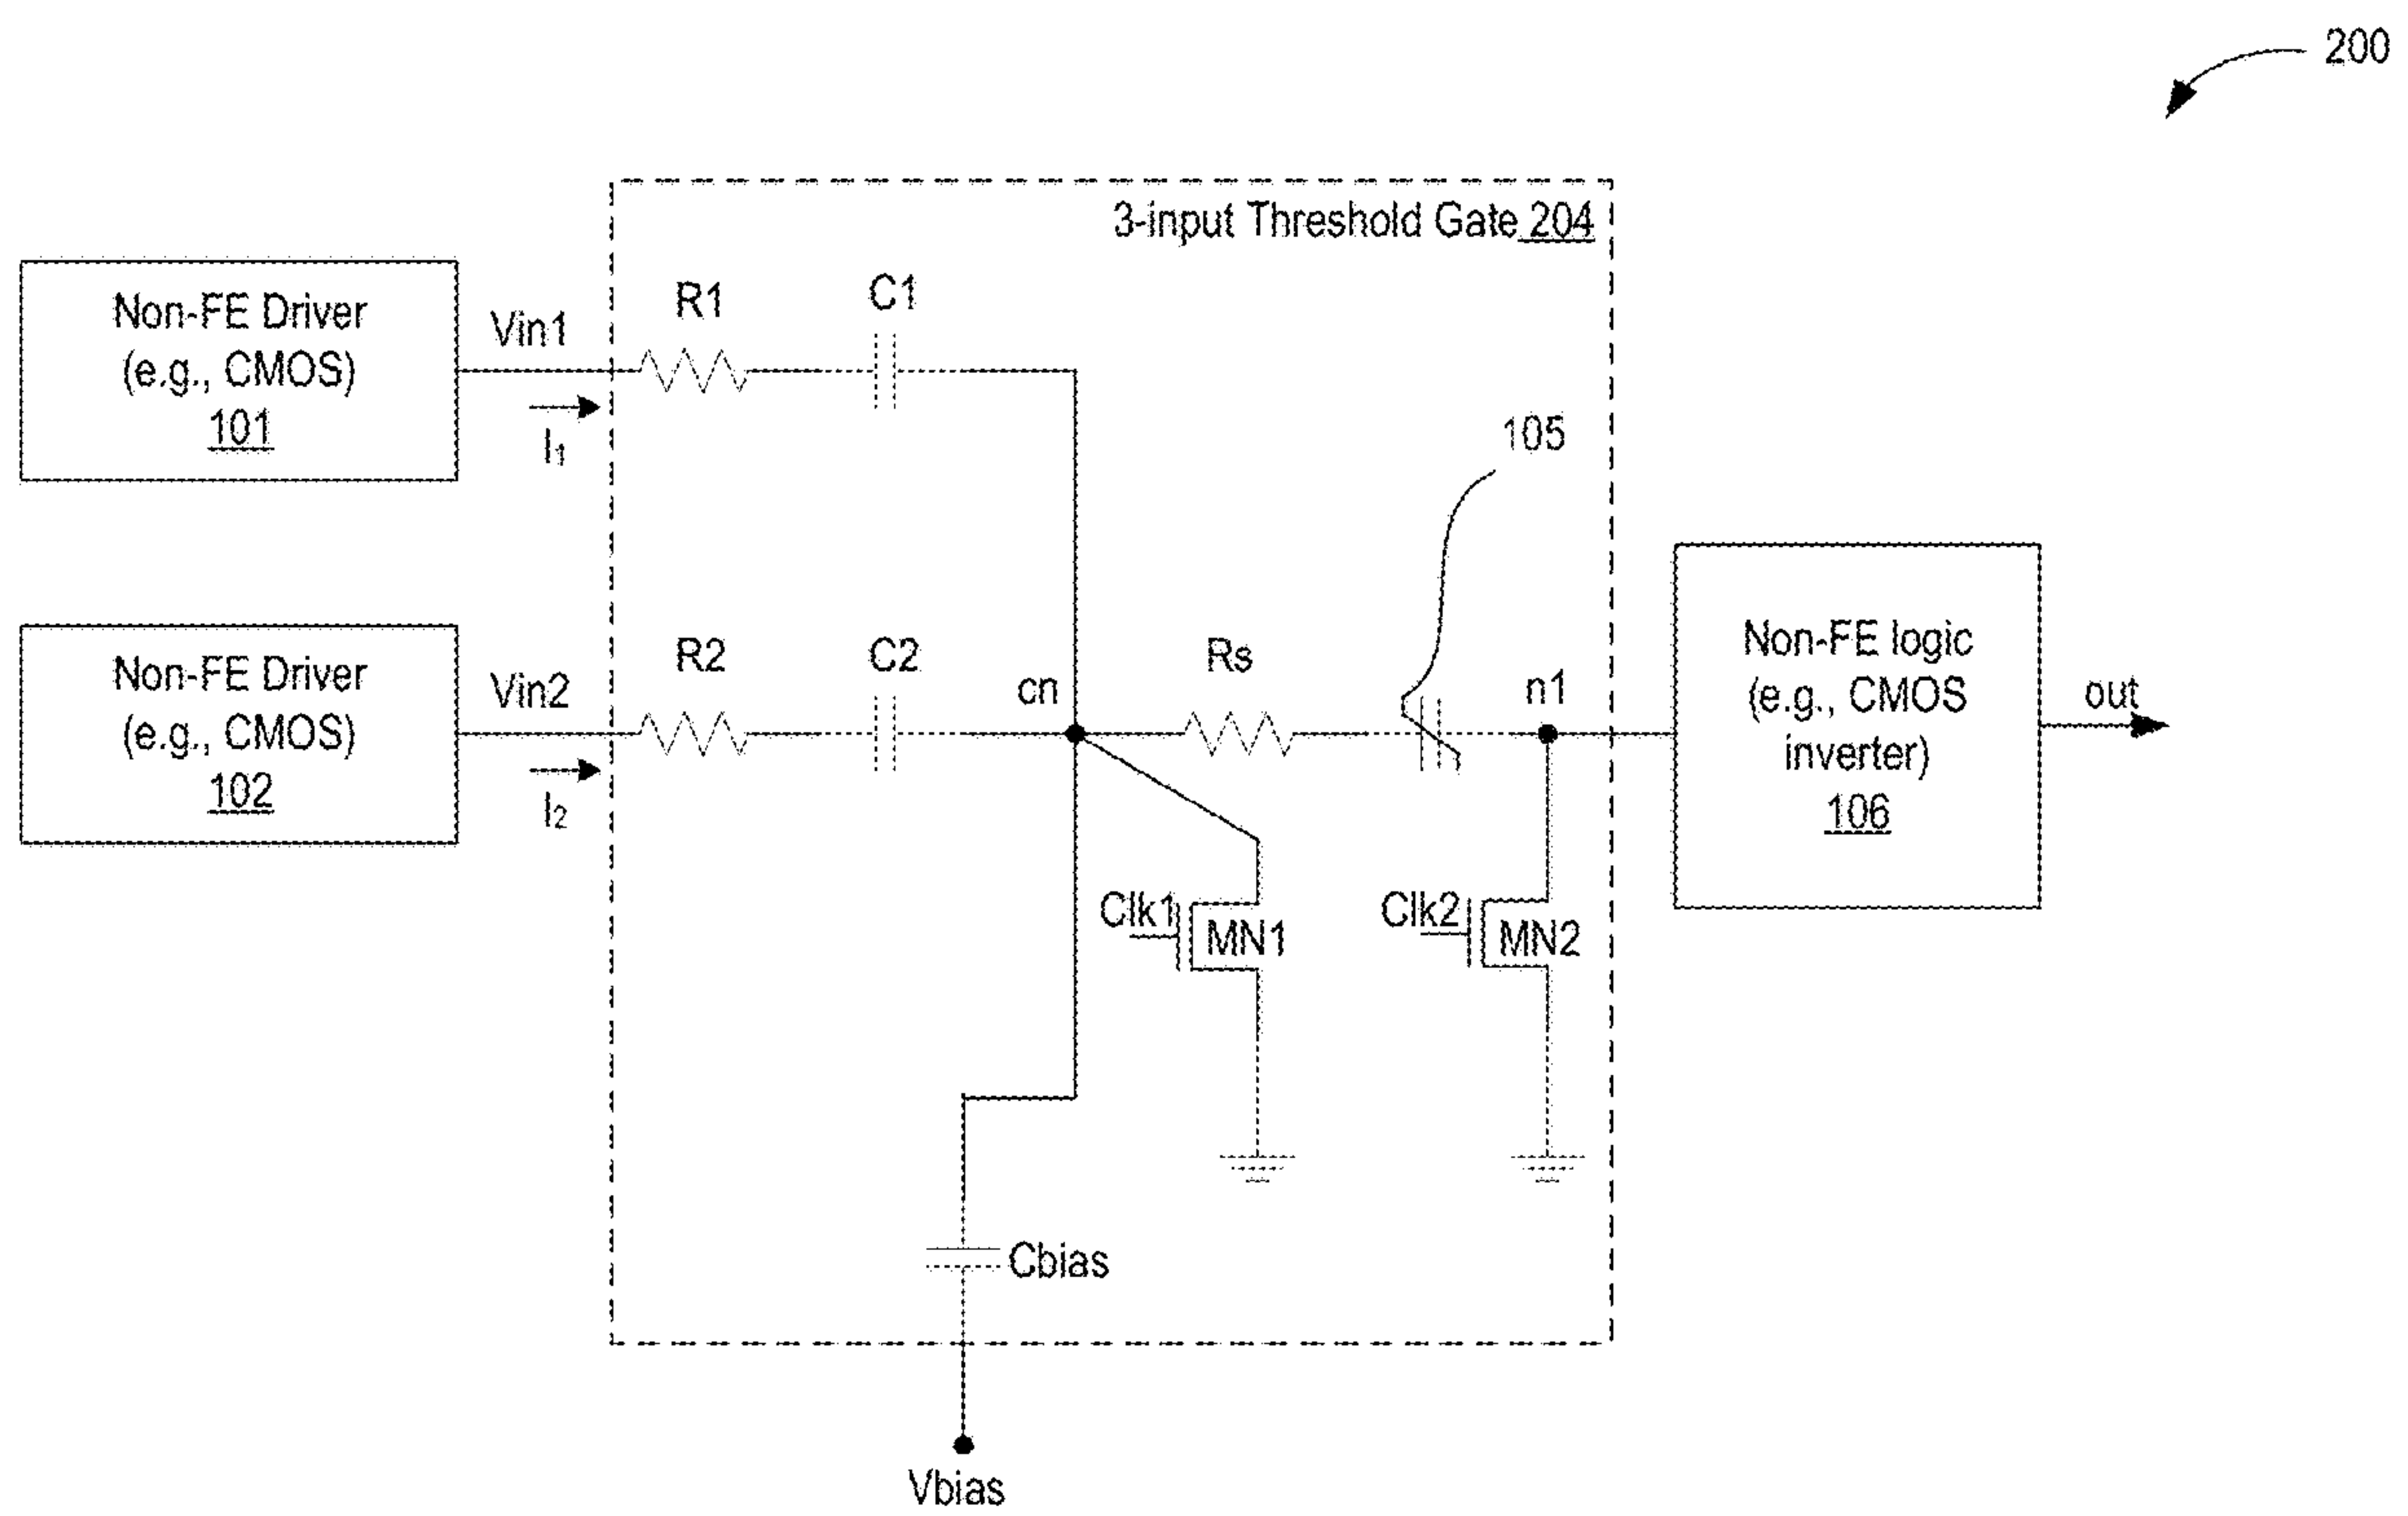 200
3-input Threshold Gate 204
Non-FE Driver
(e.g., CMOS)
101
Vin1
I1
R1
C1
105
Non-FE Driver
(e.g., CMOS)
102
Vin2
I2
R2
C2
cn
Rs
n1
Non-FE logic
(e.g., CMOS
inverter)
106
out
Clk1
MN1
Clk2
MN2
Cbias
Vbias